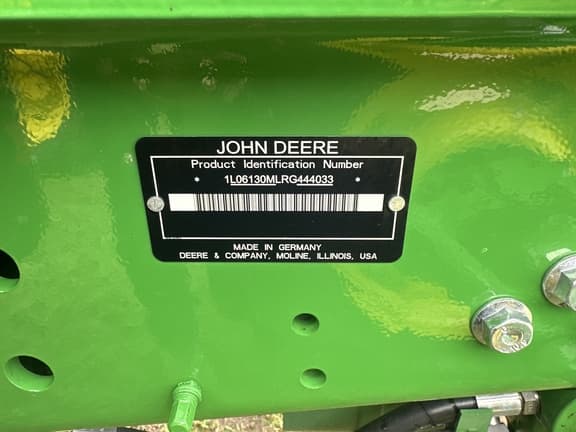 JOHN DEERE
Product Identification Number
* 1L06130MLRG444033 *
MADE IN GERMANY
DEERE & COMPANY, MOLINE, ILLINOIS, USA